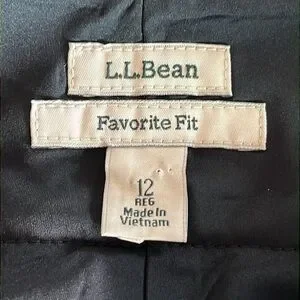 L.L.Bean
Favorite Fit
12
REG
Made in
Vietnam